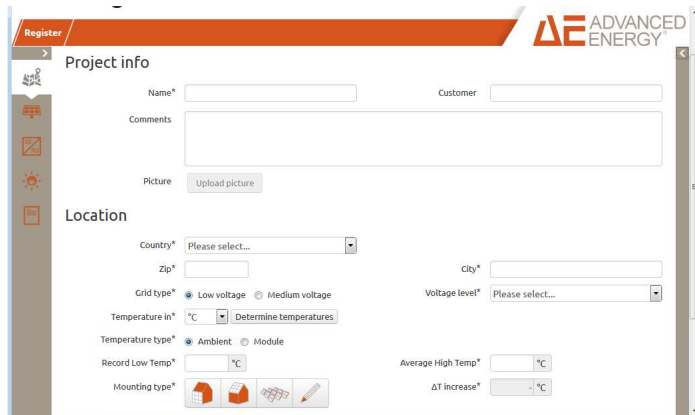 Register
ADVANCED
ENERGY®
Project info
Name*
Customer
Comments
Picture
Upload picture
Location
Country*
Please select...
Zip*
City*
Grid type*
Low voltage
Medium voltage
Voltage level*
Please select...
Temperature in*
°C
Determine temperatures
Temperature type*
Ambient
Module
Record Low Temp*
°C
Average High Temp*
°C
Mounting type*
ΔT increase*
- °C